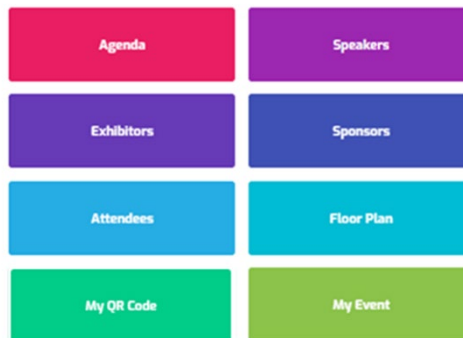 Agenda
Speakers
Exhibitors
Sponsors
Attendees
Floor Plan
My QR Code
My Event